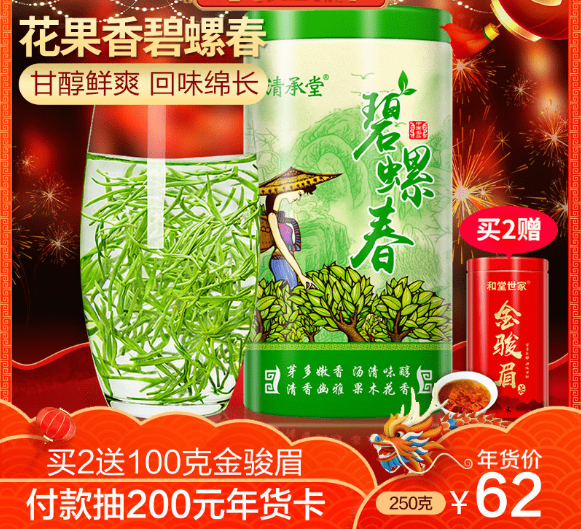 花果香碧螺春
甘醇鲜爽 回味绵长
清承堂®
碧螺春
买2赠
和堂世家
金骏眉
茶
芽多嫩香 汤清味醇
清香幽雅 果木花香
买2送100克金骏眉
付款抽200元年货卡
年货价
250克
¥62